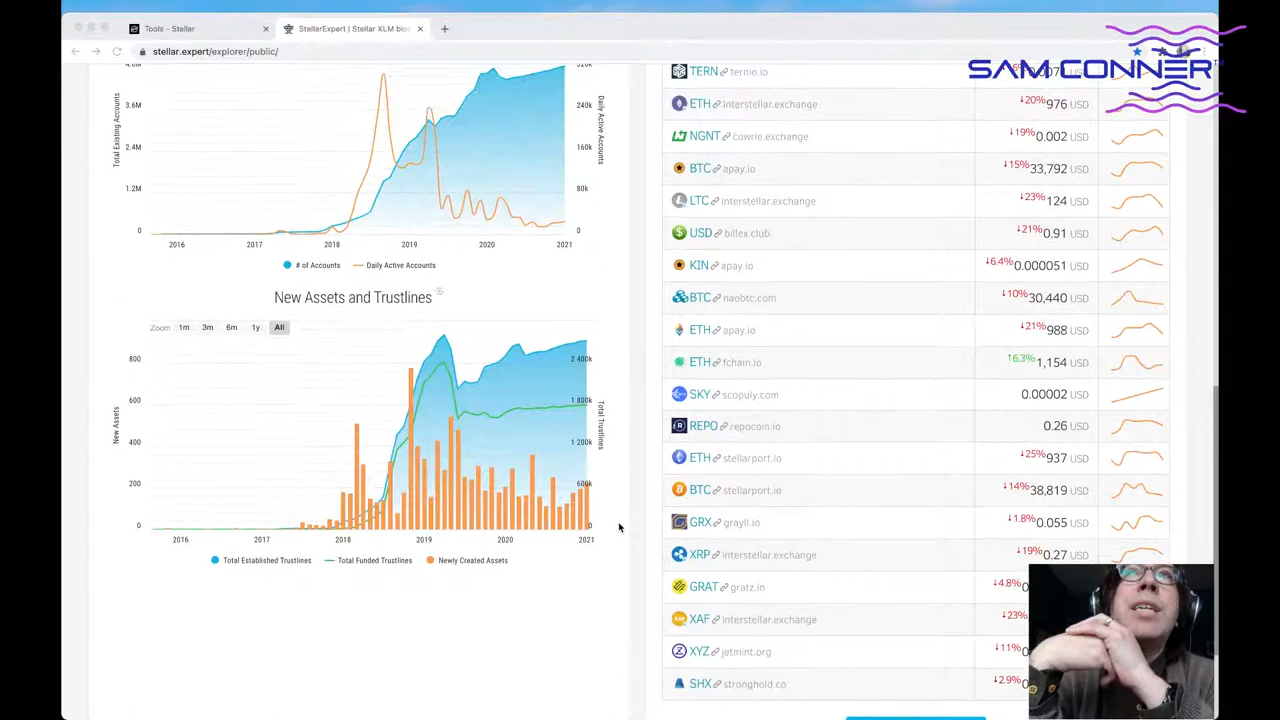 Tools - Stellar
StellarExpert | Stellar XLM blo
stellar.expert/explorer/public/
SAM CONNER
TM
Total Existing Accounts
4.8M
3.6M
2.4M
1.2M
0
320k
240k
160k
80k
0
Daily Active Accounts
2016 2017 2018 2019 2020 2021
# of Accounts Daily Active Accounts
New Assets and Trustlines
Zoom 1m 3m 6m 1y All
New Assets
800
600
400
200
0
2 400k
1 800k
1 200k
600k
0
Total Trustlines
2016 2017 2018 2019 2020 2021
Total Established Trustlines Total Funded Trustlines Newly Created Assets
TERN ternio.io
ETH interstellar.exchange ↓20% 976 USD
NGNT cowrie.exchange ↓19% 0.002 USD
BTC apay.io ↓15% 33,792 USD
LTC interstellar.exchange ↓23% 124 USD
USD billex.club ↓21% 0.91 USD
KIN apay.io ↓6.4% 0.000051 USD
BTC naobtc.com ↓10% 30,440 USD
ETH apay.io ↓21% 988 USD
ETH fchain.io ↑6.3% 1,154 USD
SKY scopuly.com 0.00002 USD
REPO repocoin.io 0.26 USD
ETH stellarport.io ↓25% 937 USD
BTC stellarport.io ↓14% 38,819 USD
GRX grayll.io ↓1.8% 0.055 USD
XRP interstellar.exchange ↓19% 0.27 USD
GRAT gratz.io ↓4.8%
XAF interstellar.exchange ↓23%
XYZ jetmint.org ↓11%
SHX stronghold.co ↓2.9%